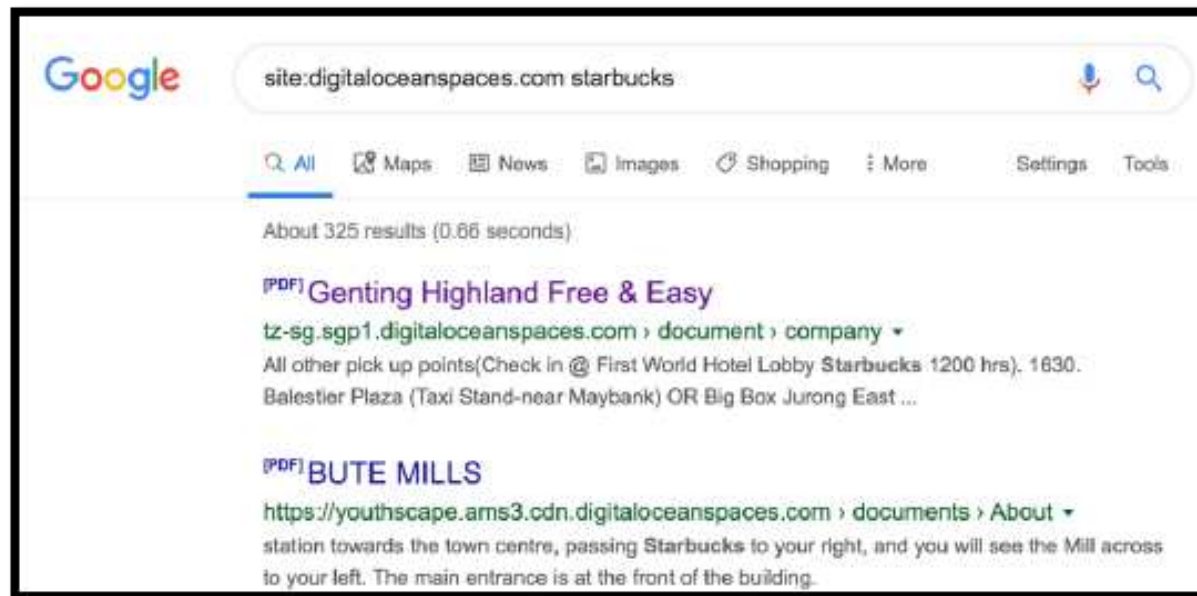 Google
site:digitaloceanspaces.com starbucks
All Maps News Images Shopping More Settings Tools
About 325 results (0.66 seconds)
[PDF] Genting Highland Free & Easy
tz-sg.sgp1.digitaloceanspaces.com › document › company
All other pick up points(Check in @ First World Hotel Lobby Starbucks 1200 hrs). 1630.
Balestier Plaza (Taxi Stand-near Maybank) OR Big Box Jurong East ...
[PDF] BUTE MILLS
https://youthscape.ams3.cdn.digitaloceanspaces.com › documents › About
station towards the town centre, passing Starbucks to your right, and you will see the Mill across
to your left. The main entrance is at the front of the building.